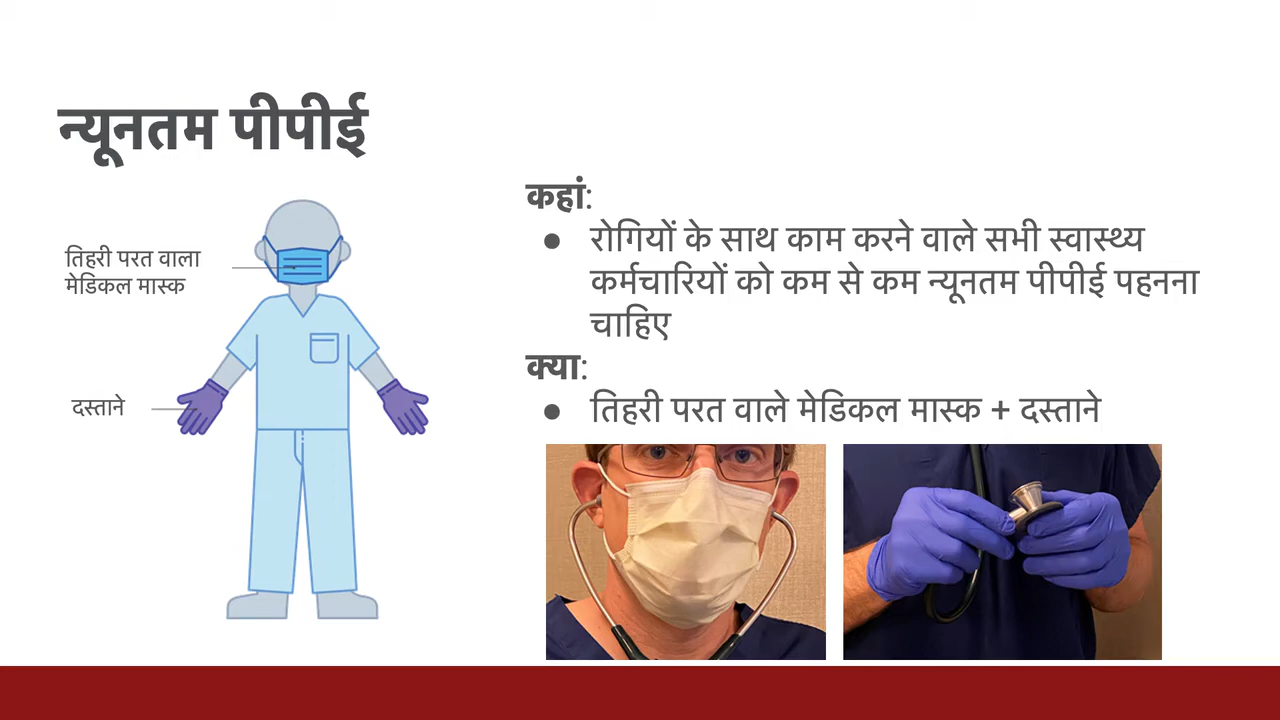 न्यूनतम पीपीई
तिहरी परत वाला
मेडिकल मास्क
दस्ताने
कहां:
● रोगियों के साथ काम करने वाले सभी स्वास्थ्य
कर्मचारियों को कम से कम न्यूनतम पीपीई पहनना
चाहिए
क्या:
● तिहरी परत वाले मेडिकल मास्क + दस्ताने